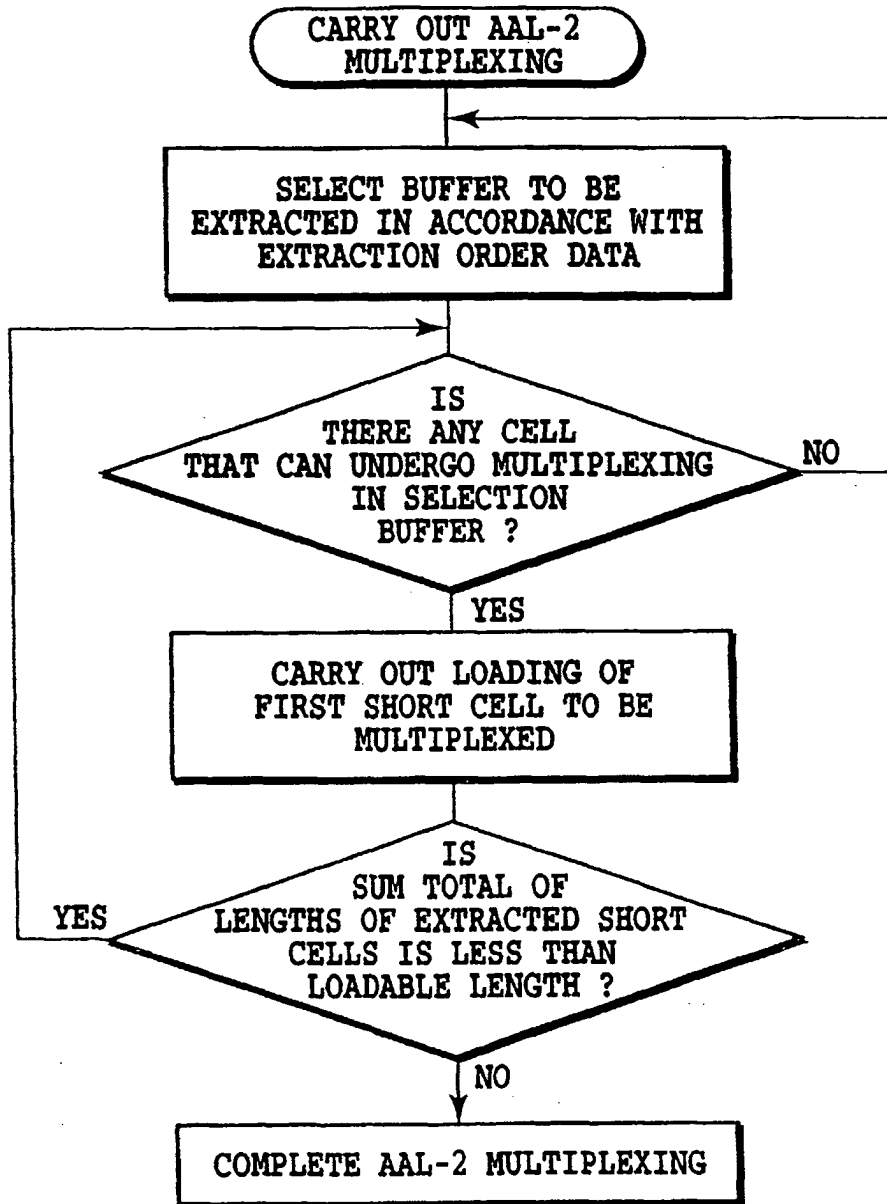 CARRY OUT AAL-2
MULTIPLEXING
SELECT BUFFER TO BE
EXTRACTED IN ACCORDANCE WITH
EXTRACTION ORDER DATA
IS
THERE ANY CELL
THAT CAN UNDERGO MULTIPLEXING
IN SELECTION
BUFFER ?
NO
YES
CARRY OUT LOADING OF
FIRST SHORT CELL TO BE
MULTIPLEXED
IS
SUM TOTAL OF
LENGTHS OF EXTRACTED SHORT
CELLS IS LESS THAN
LOADABLE LENGTH ?
YES
NO
COMPLETE AAL-2 MULTIPLEXING